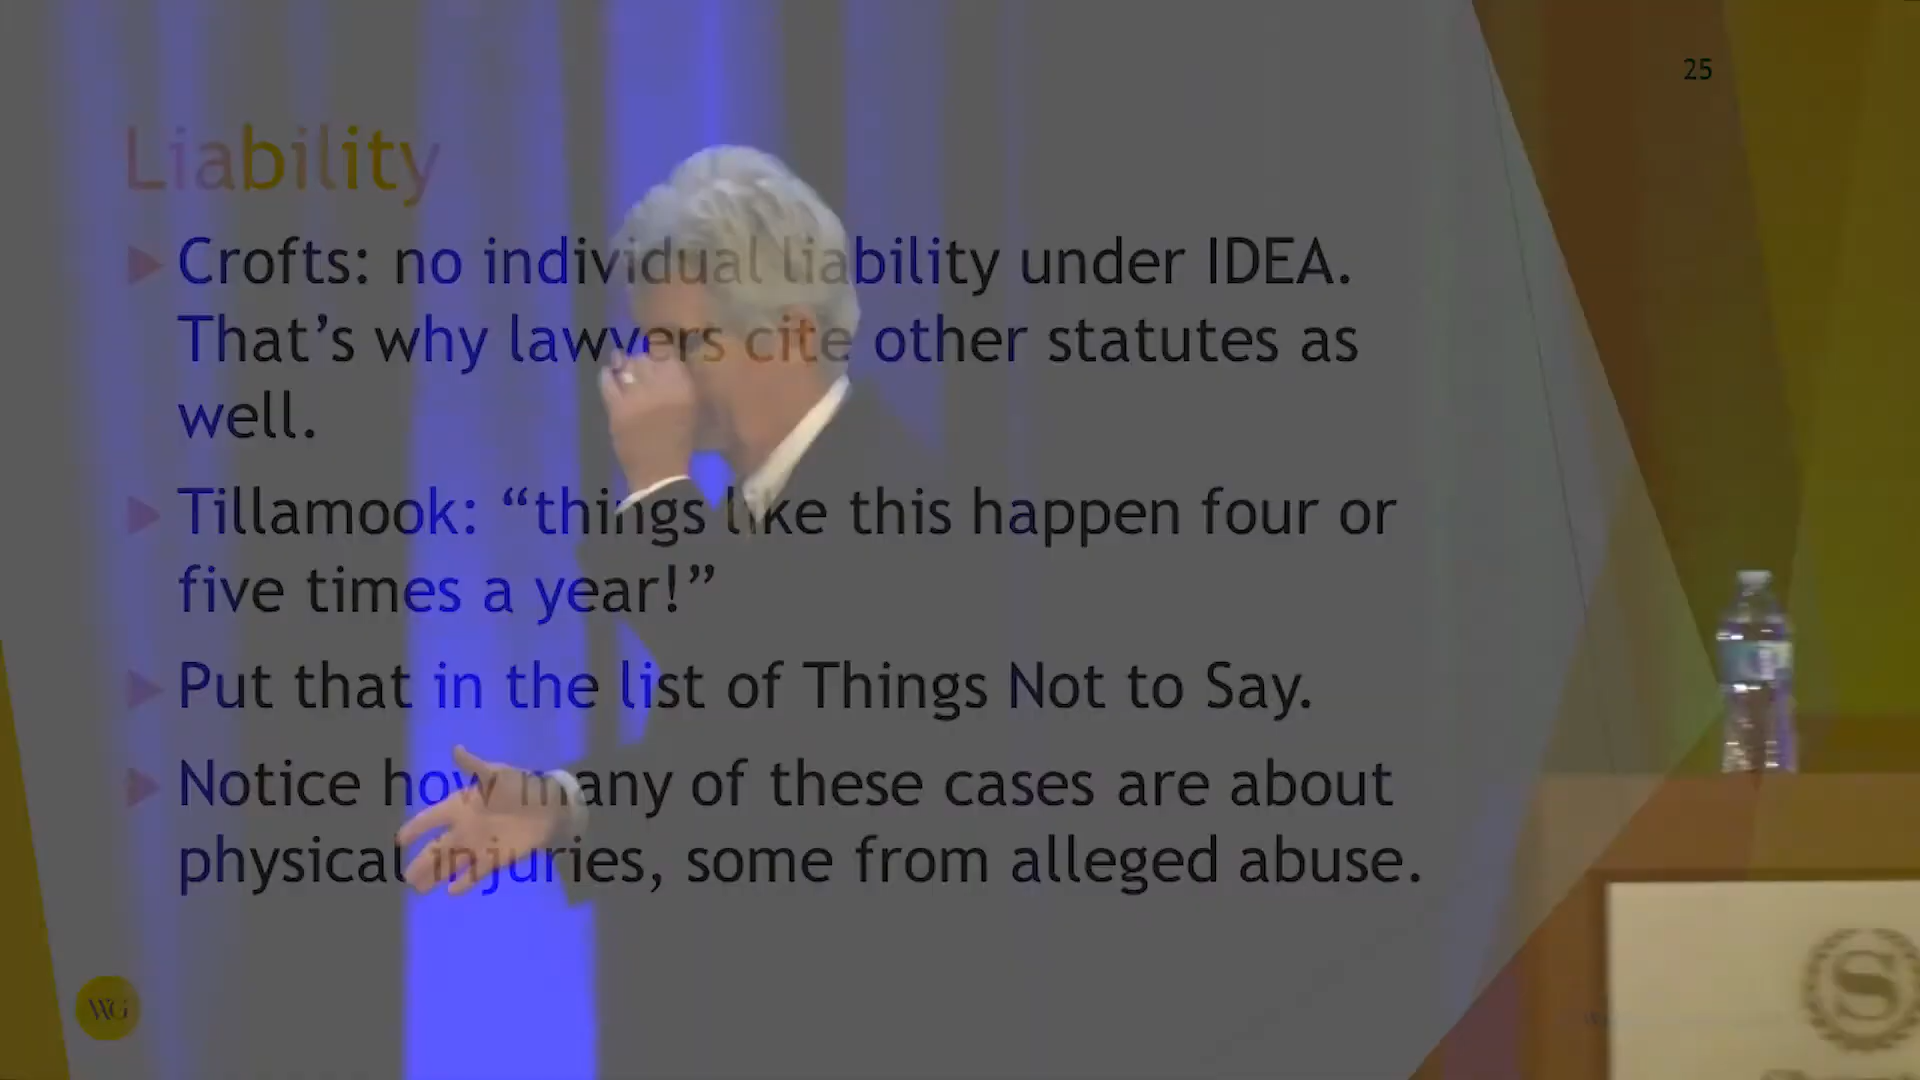 25
Liability
Crofts: no individual liability under IDEA.
That’s why lawyers cite other statutes as
well.
Tillamook: “things like this happen four or
five times a year!”
Put that in the list of Things Not to Say.
Notice how many of these cases are about
physical injuries, some from alleged abuse.
WG
S